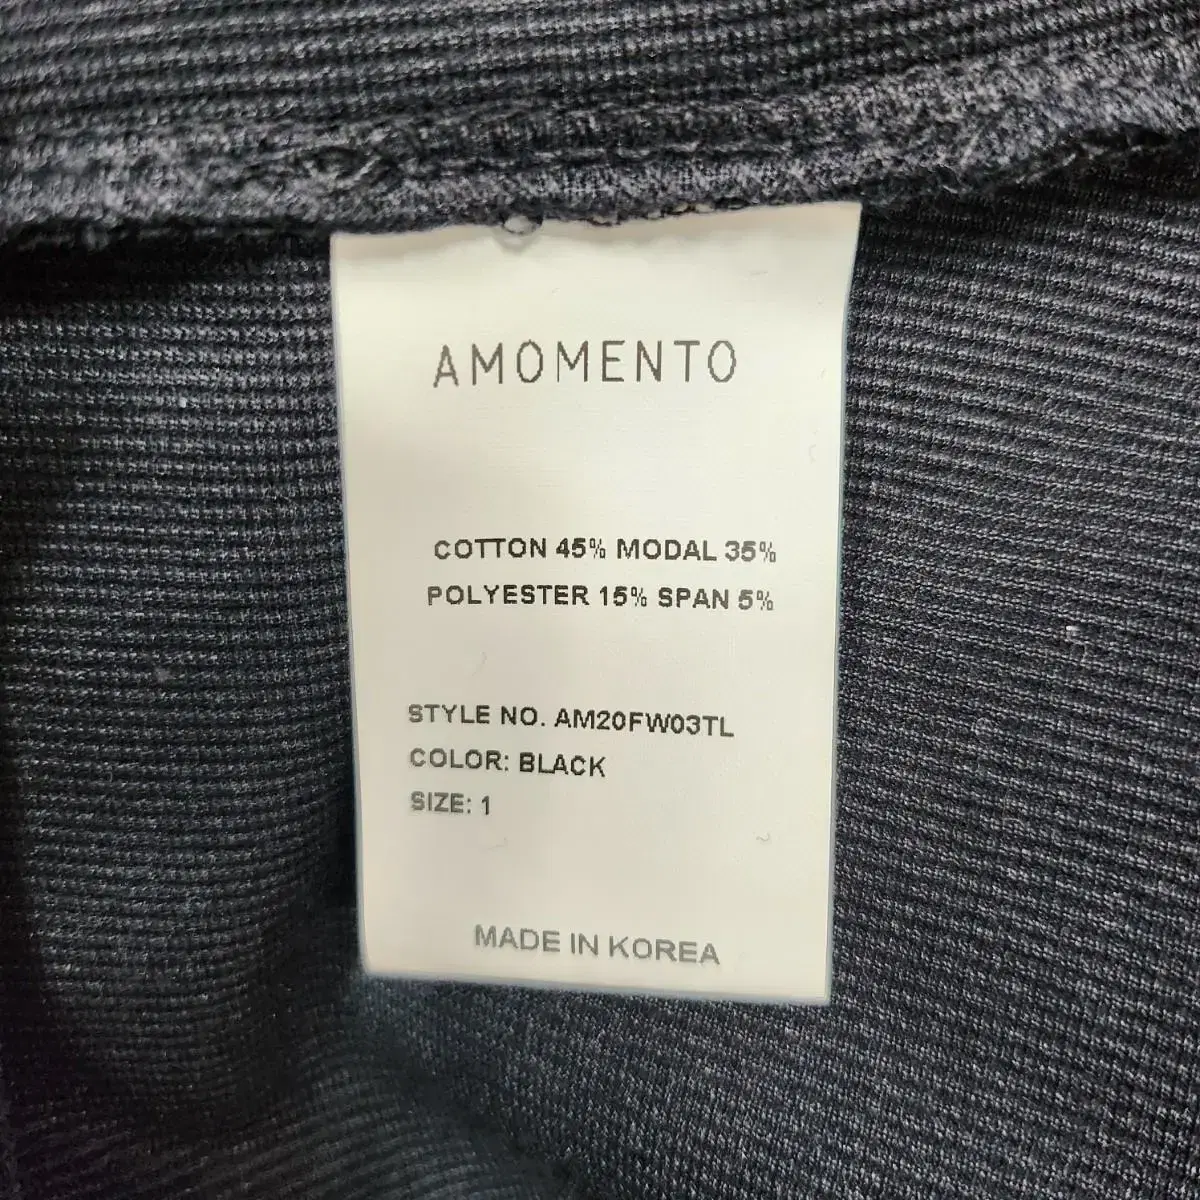 AMOMENTO
COTTON 45% MODAL 35%
POLYESTER 15% SPAN 5%
STYLE NO. AM20FW03TL
COLOR: BLACK
SIZE: 1
MADE IN KOREA